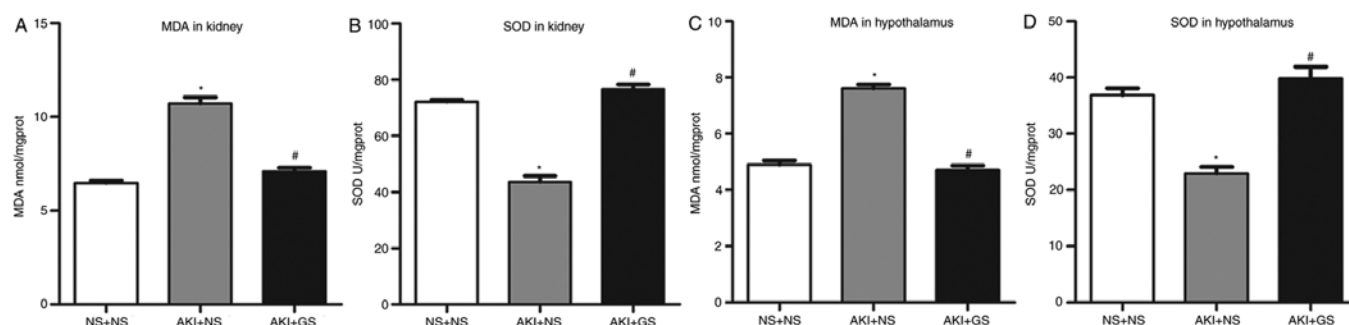 A
MDA in kidney
MDA nmol/mgprot
15
10
5
0
*
#
NS+NS
AKI+NS
AKI+GS
B
SOD in kidney
SOD U/mgprot
100
80
60
40
20
0
*
#
NS+NS
AKI+NS
AKI+GS
C
MDA in hypothalamus
MDA nmol/mgprot
10
8
6
4
2
0
*
#
NS+NS
AKI+NS
AKI+GS
D
SOD in hypothalamus
SOD U/mgprot
50
40
30
20
10
0
*
#
NS+NS
AKI+NS
AKI+GS